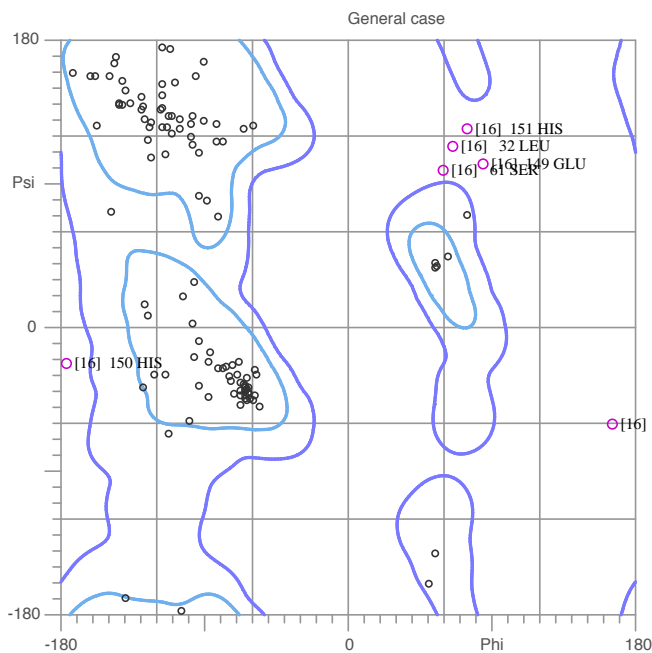 General case
180
[16] 151 HIS
[16] 32 LEU
[16] 149 GLU
[16] 61 SER
Psi
0
[16] 150 HIS
[16]
-180
-180
0
Phi
180